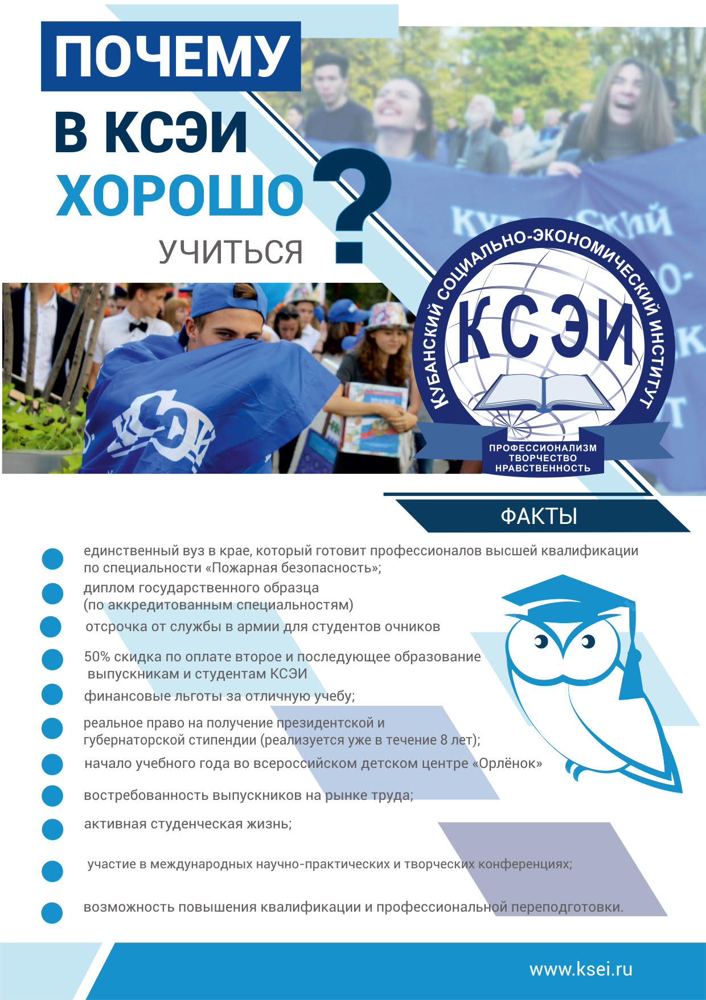 ПОЧЕМУ
В КСЭИ
ХОРОШО
УЧИТЬСЯ
?
КУБАНСКИЙ СОЦИАЛЬНО-ЭКОНОМИЧЕСКИЙ ИНСТИТУТ
КСЭИ
ПРОФЕССИОНАЛИЗМ
ТВОРЧЕСТВО
НРАВСТВЕННОСТЬ
КСЭИ
ФАКТЫ
единственный вуз в крае, который готовит профессионалов высшей квалификации
по специальности «Пожарная безопасность»;
диплом государственного образца
(по аккредитованным специальностям)
отсрочка от службы в армии для студентов очников
50% скидка по оплате второе и последующее образование
выпускникам и студентам КСЭИ
финансовые льготы за отличную учебу;
реальное право на получение президентской и
губернаторской стипендии (реализуется уже в течение 8 лет);
начало учебного года во всероссийском детском центре «Орлёнок»
востребованность выпускников на рынке труда;
активная студенческая жизнь;
участие в международных научно-практических и творческих конференциях;
возможность повышения квалификации и профессиональной переподготовки.
www.ksei.ru